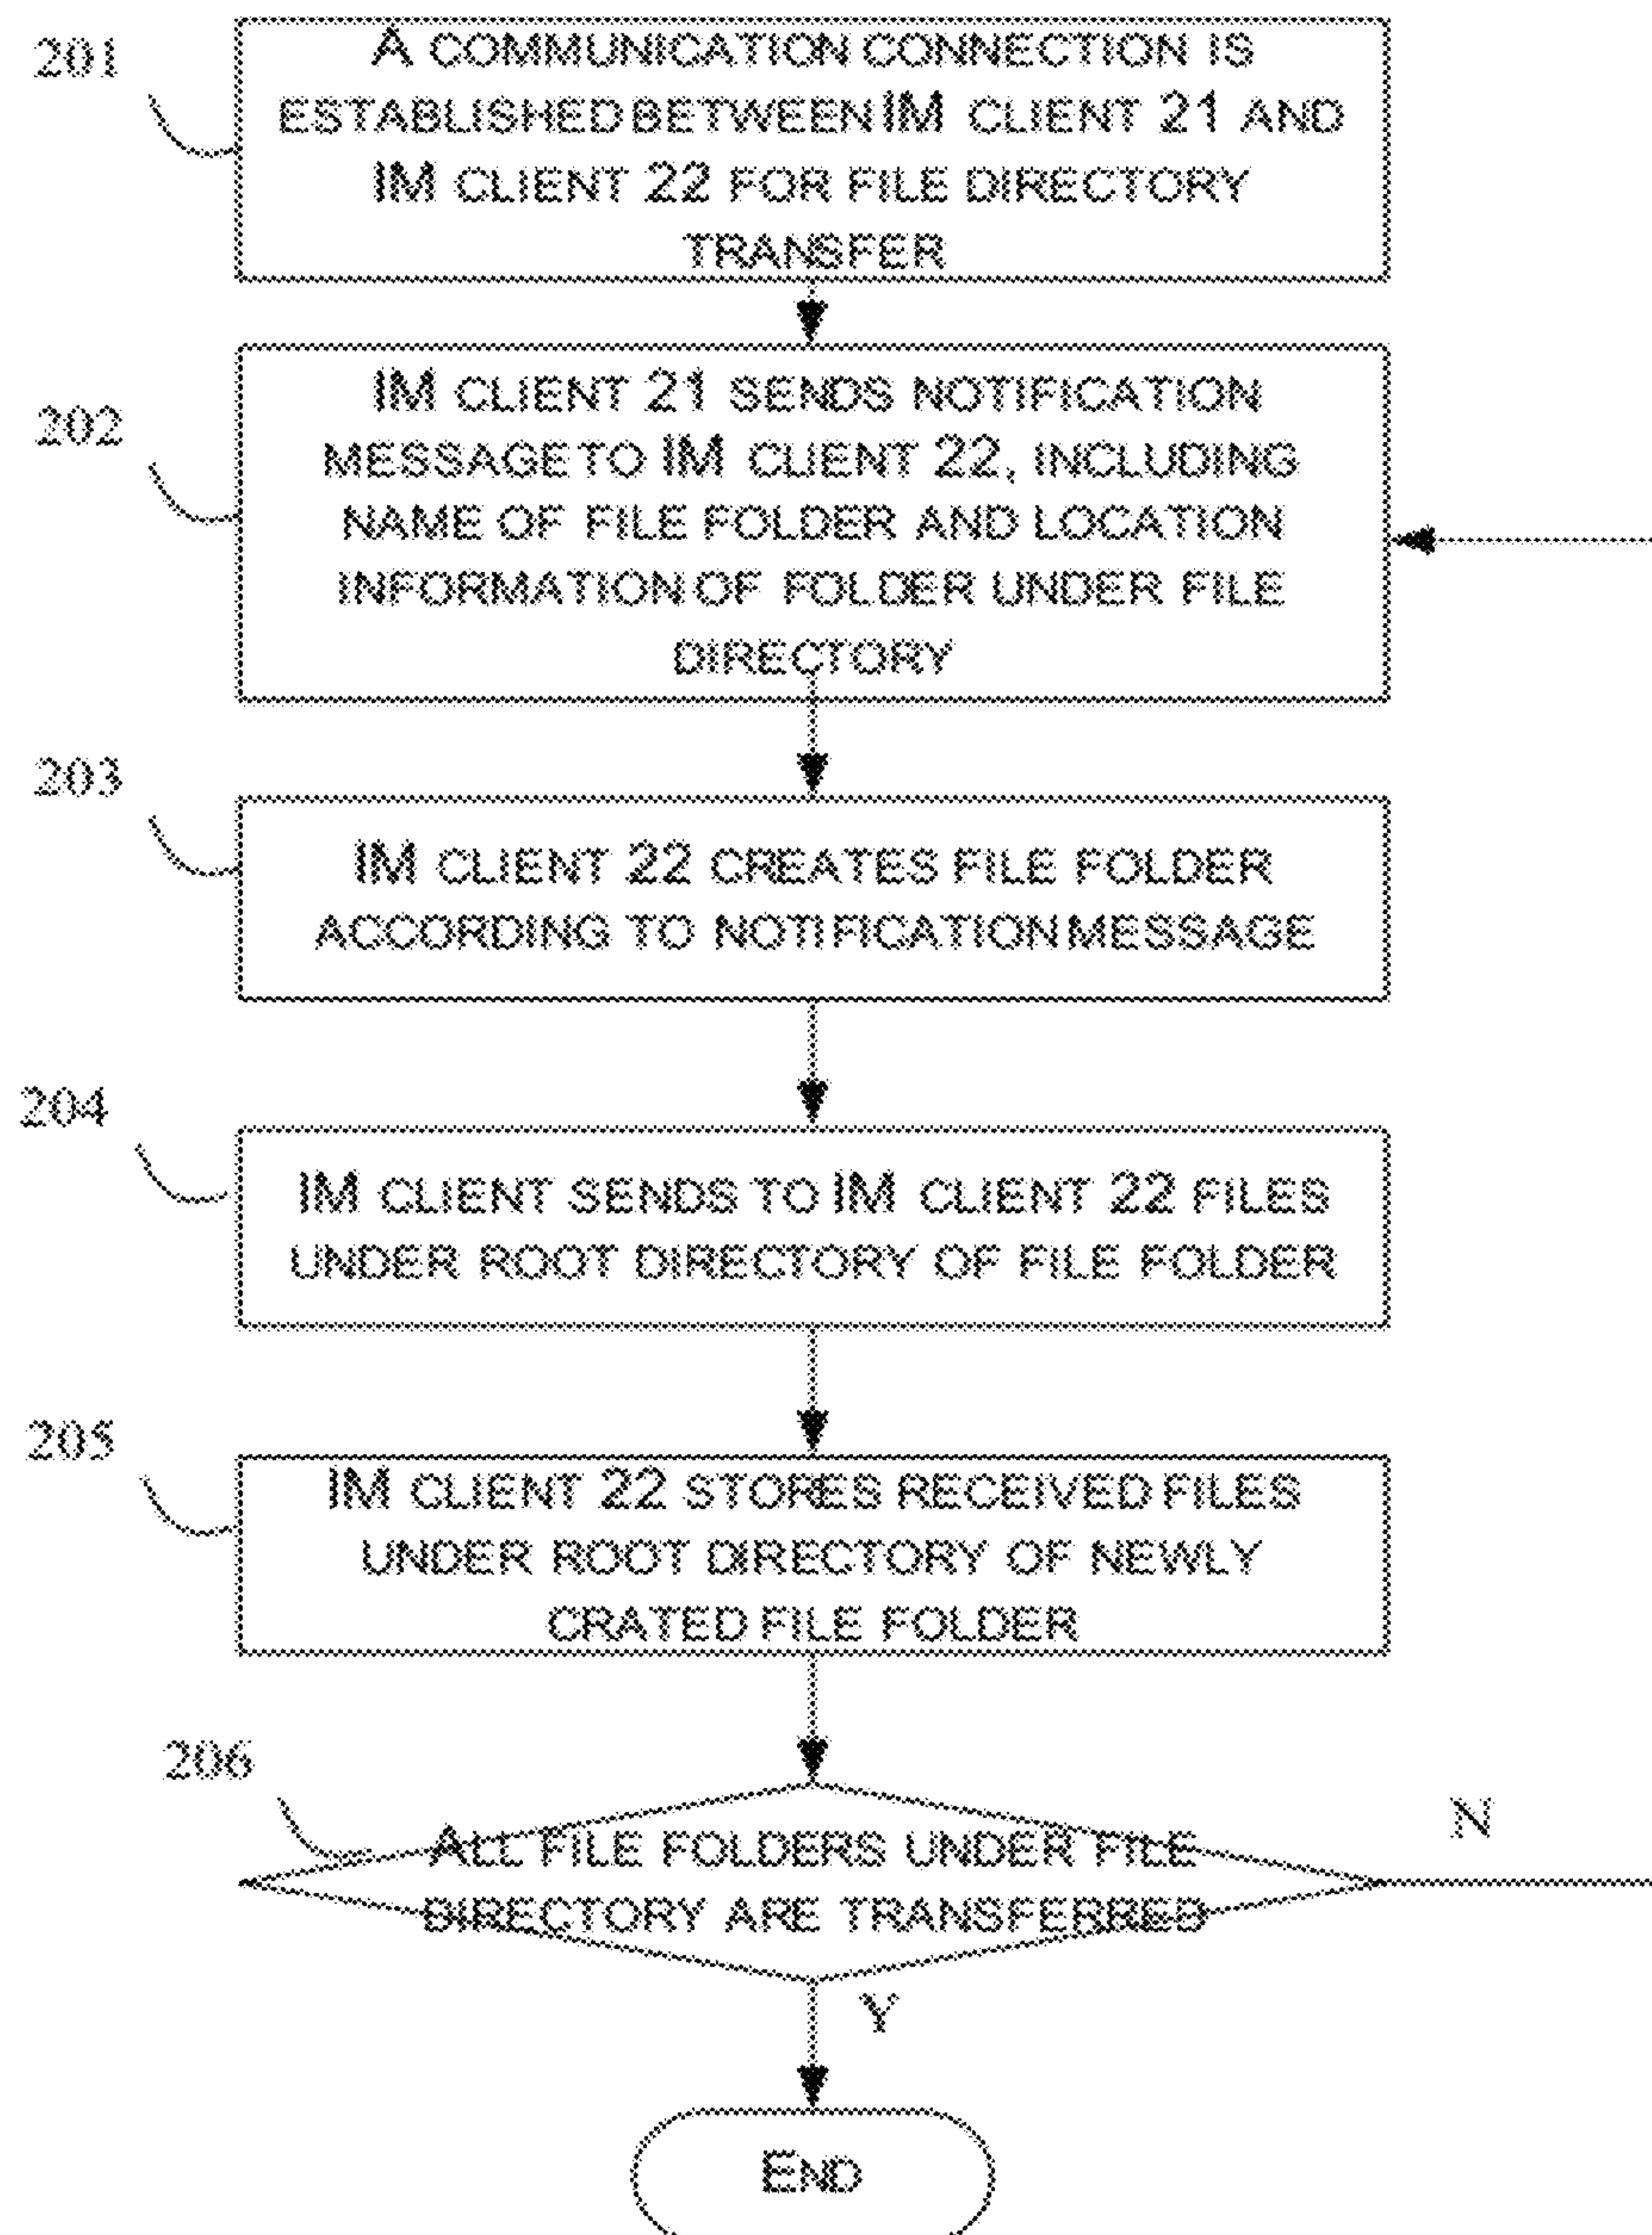 201
A COMMUNICATION CONNECTION IS
ESTABLISHED BETWEEN IM CLIENT 21 AND
IM CLIENT 22 FOR FILE DIRECTORY
TRANSFER
202
IM CLIENT 21 SENDS NOTIFICATION
MESSAGE TO IM CLIENT 22, INCLUDING
NAME OF FILE FOLDER AND LOCATION
INFORMATION OF FOLDER UNDER FILE
DIRECTORY
203
IM CLIENT 22 CREATES FILE FOLDER
ACCORDING TO NOTIFICATION MESSAGE
204
IM CLIENT SENDS TO IM CLIENT 22 FILES
UNDER ROOT DIRECTORY OF FILE FOLDER
205
IM CLIENT 22 STORES RECEIVED FILES
UNDER ROOT DIRECTORY OF NEWLY
CRATED FILE FOLDER
206
ALL FILE FOLDERS UNDER FILE
DIRECTORY ARE TRANSFERRED
N
Y
END